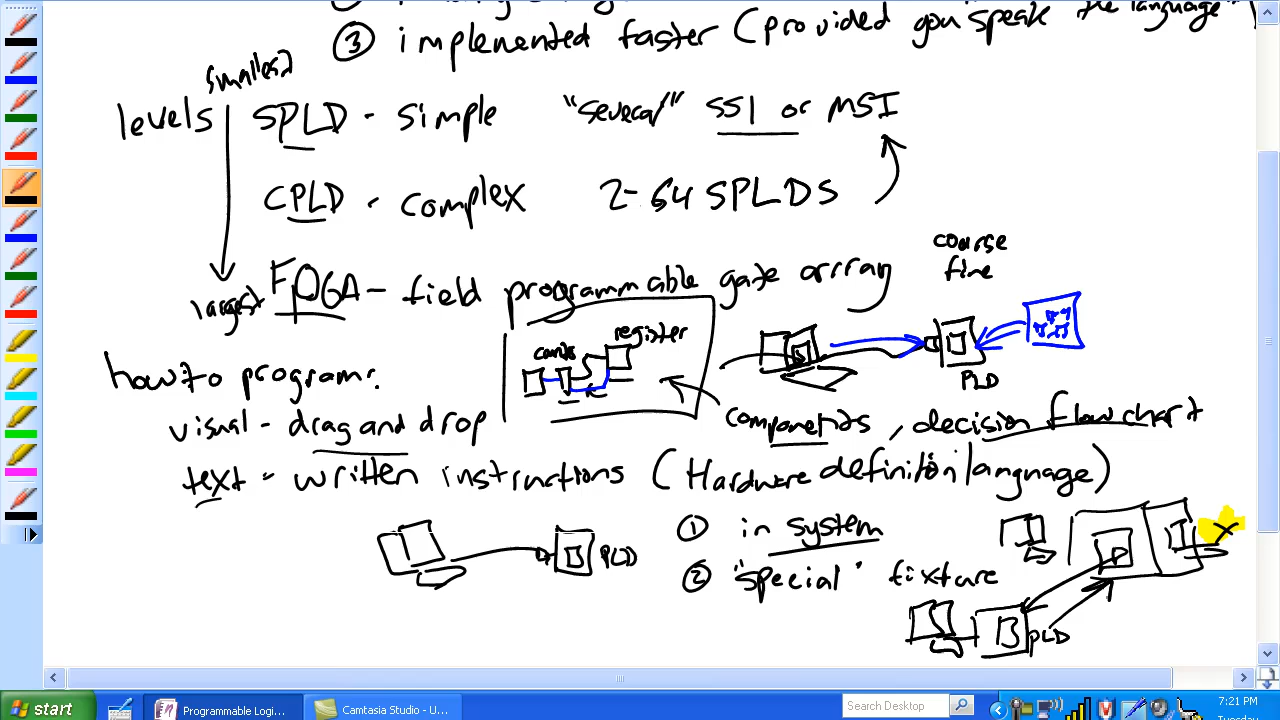 ③ implemented faster (provided you speak the language")
smallest
levels SPLD - simple "several" SSI or MSI
CPLD - complex 2-64 SPLDS
coarse
fine
largest FPGA - field programmable gate array
register
PLD
how to program:
components, decision flowchart
visual - drag and drop
text - written instructions (Hardware definition language)
① in system
PLD
② "special" fixture
PLD
Search Desktop
start
Programmable Logi...
Camtasia Studio - U...
7:21 PM
Tuesday